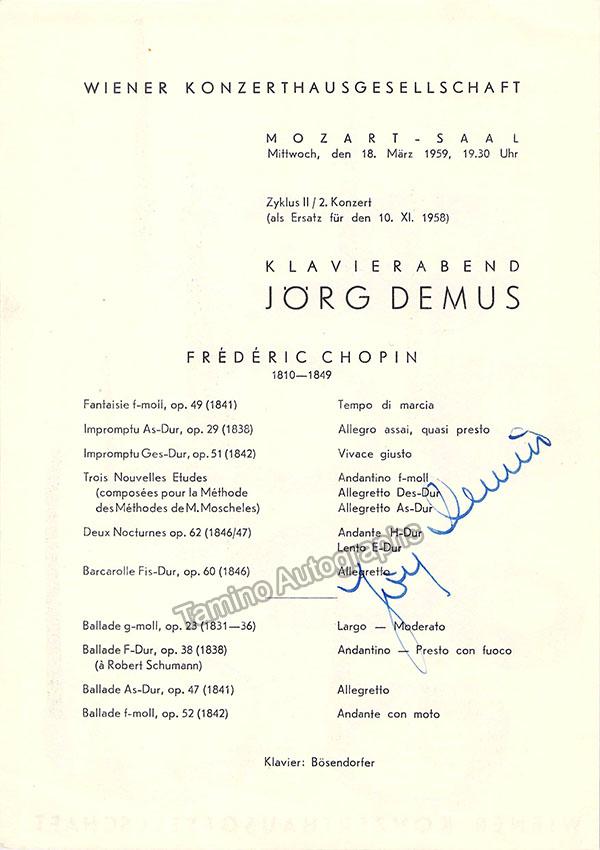 WIENER KONZERTHAUSGESELLSCHAFT
MOZART-SAAL
Mittwoch, den 18. März 1959, 19.30 Uhr
Zyklus II / 2. Konzert
(als Ersatz für den 10. XI. 1958)
KLAVIERABEND
JÖRG DEMUS
FRÉDÉRIC CHOPIN
1810—1849
Fantaisie f-moll, op. 49 (1841) Tempo di marcia
Impromptu As-Dur, op. 29 (1838) Allegro assai, quasi presto
Impromptu Ges-Dur, op. 51 (1842) Vivace giusto
Trois Nouvelles Etudes Andantino f-moll
(composées pour la Méthode Allegretto Des-Dur
des Méthodes de M. Moscheles) Allegretto As-Dur
Deux Nocturnes op. 62 (1846/47) Andante H-Dur
Lento E-Dur
Barcarolle Fis-Dur, op. 60 (1846) Allegretto
Jörg Demus
Tamino Autographs
Ballade g-moll, op. 23 (1831—36) Largo — Moderato
Ballade F-Dur, op. 38 (1838) Andantino — Presto con fuoco
(à Robert Schumann)
Ballade As-Dur, op. 47 (1841) Allegretto
Ballade f-moll, op. 52 (1842) Andante con moto
Klavier: Bösendorfer
WIENER KONZERTHAUSGESELLSCHAFT